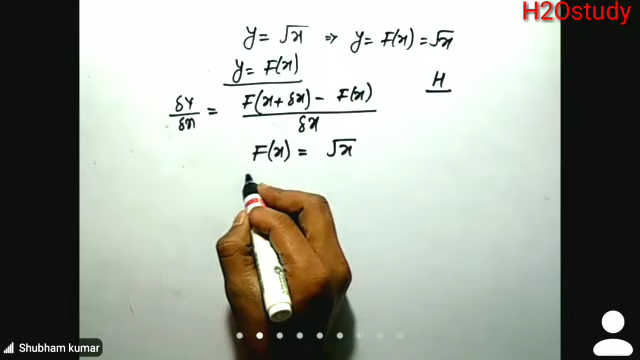 H2Ostudy
y = √x ⇒ y = F(x) = √x
y = F(x)
H
δy/δx = F(x + δx) − F(x) / δx
F(x) = √x
Shubham kumar